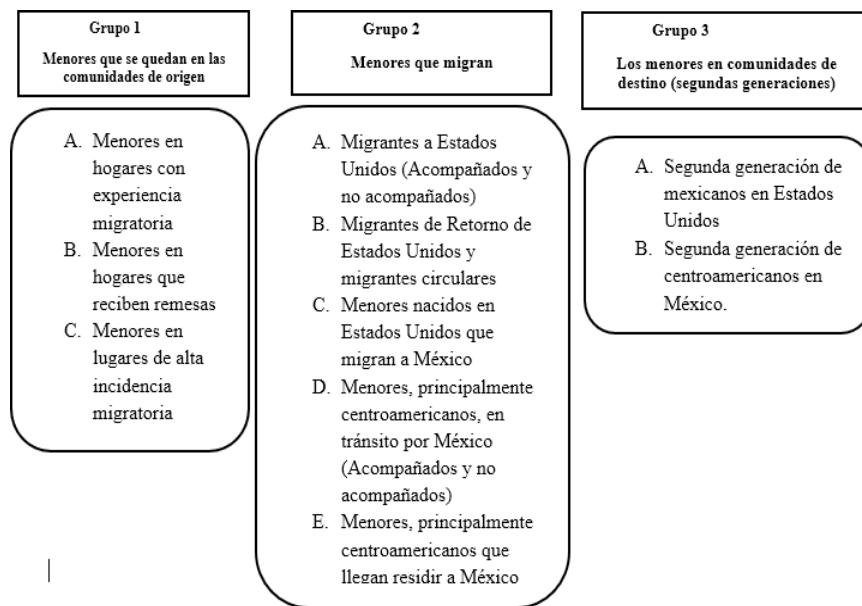 Grupo 1
Menores que se quedan en las
comunidades de origen
A. Menores en
hogares con
experiencia
migratoria
B. Menores en
hogares que
reciben remesas
C. Menores en
lugares de alta
incidencia
migratoria
Grupo 2
Menores que migran
A. Migrantes a Estados
Unidos (Acompañados y
no acompañados)
B. Migrantes de Retorno de
Estados Unidos y
migrantes circulares
C. Menores nacidos en
Estados Unidos que
migran a México
D. Menores, principalmente
centroamericanos, en
tránsito por México
(Acompañados y no
acompañados)
E. Menores, principalmente
centroamericanos que
llegan residir a México
Grupo 3
Los menores en comunidades de
destino (segundas generaciones)
A. Segunda generación de
mexicanos en Estados
Unidos
B. Segunda generación de
centroamericanos en
México.